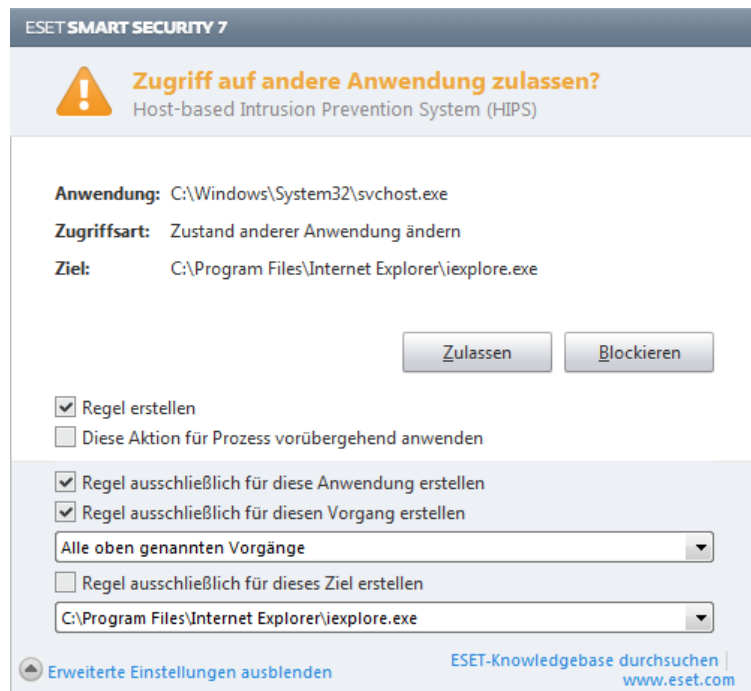 ESET SMART SECURITY 7
Zugriff auf andere Anwendung zulassen?
Host-based Intrusion Prevention System (HIPS)
Anwendung: C:\Windows\System32\svchost.exe
Zugriffsart: Zustand anderer Anwendung ändern
Ziel: C:\Program Files\Internet Explorer\iexplore.exe
Zulassen Blockieren
Regel erstellen
Diese Aktion für Prozess vorübergehend anwenden
Regel ausschließlich für diese Anwendung erstellen
Regel ausschließlich für diesen Vorgang erstellen
Alle oben genannten Vorgänge
Regel ausschließlich für dieses Ziel erstellen
C:\Program Files\Internet Explorer\iexplore.exe
Erweiterte Einstellungen ausblenden
ESET-Knowledgebase durchsuchen
www.eset.com